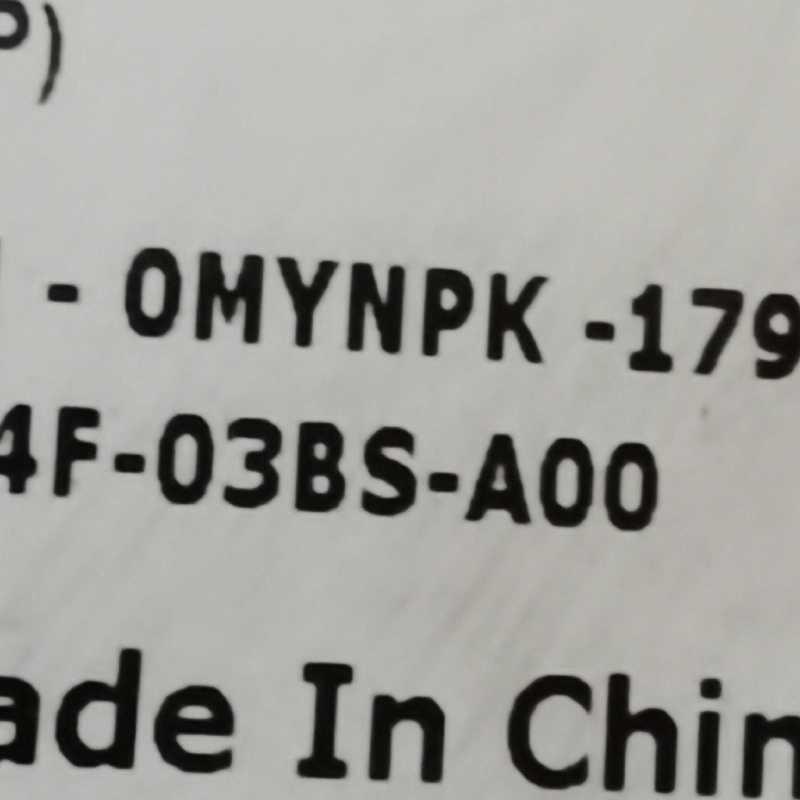 P)
- 0MYNPK -179
4F-03BS-A00
ade In Chin